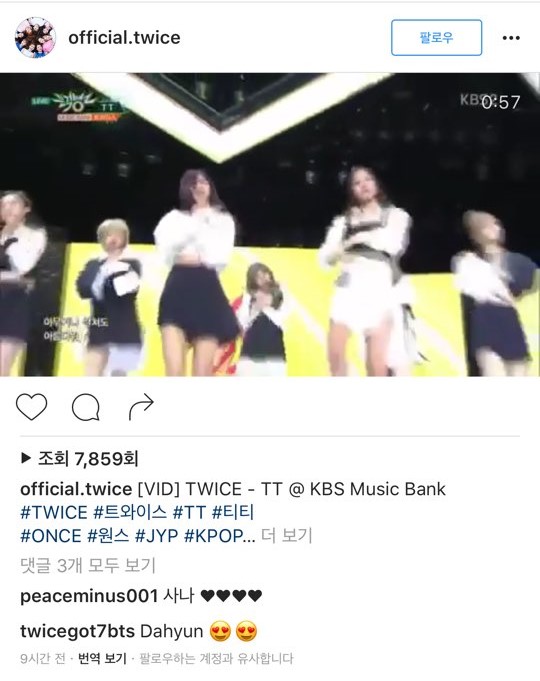 official.twice
팔로우
LIVE
TT
KBS2
0:57
조회 7,859회
official.twice [VID] TWICE - TT @ KBS Music Bank
#TWICE #트와이스 #TT #티티
#ONCE #원스 #JYP #KPOP... 더 보기
댓글 3개 모두 보기
peaceminus001 사나 ♥♥♥♥
twicegot7bts Dahyun 😍 😍
9시간 전 · 번역 보기 · 팔로우하는 계정과 유사합니다